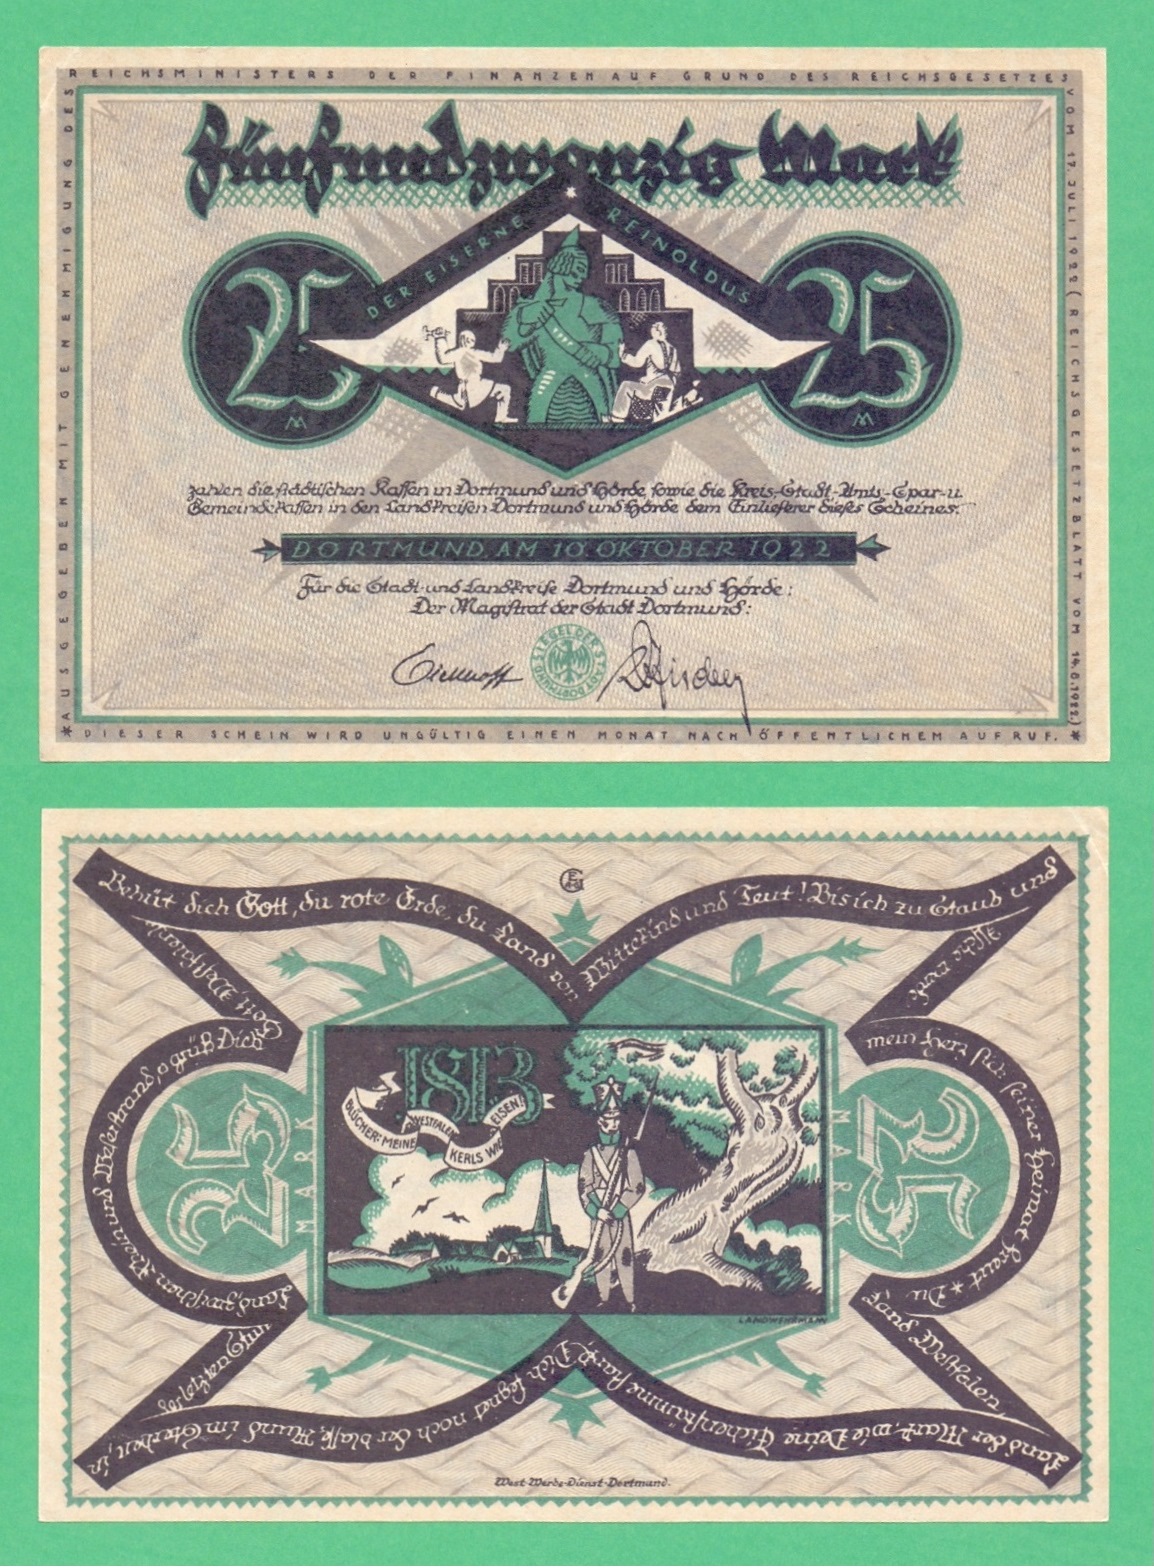 AUSGEGEBEN MIT GENEHMIGUNG DES
REICHSMINISTERS DER FINANZEN AUF GRUND DES REICHSGESETZES
VOM 17. JULI 1922 (REICHSGESETZBLATT VOM 14.6.1922.)
*DIESER SCHEIN WIRD UNGÜLTIG EINEN MONAT NACH ÖFFENTLICHEM AUFRUF.*
Fünfundzwanzig Mark
DER EISERNE REINOLDUS
25 M
25 M
zahlen die städtischen Kassen in Dortmund und Hörde, sowie die Kreis-Stadt-Amts-Spar-u.
Gemeindekassen in den Landkreisen Dortmund und Hörde dem Einlieferer dieses Scheines.
DORTMUND AM 10 OKTOBER 1922
Für die Stadt-und Landkreise Dortmund und Hörde:
Der Magistrat der Stadt Dortmund:
SIEGEL DER STADT DORTMUND
Eichhoff
Behüt dich Gott, du rote Erde, Du Land von Wittekind und Teut! Bis ich zu Staub und
Asche werd,
mein Herz sich seiner Heimat freut * Du
Land Westfalen,
Land der Mark, wie Deine Eichenstämme stark, Dich segnet noch der blasse Mund im Sterben, in
Land zwischen Rhein und Weserstrand, o grüß Dich
Gott Westfalen
25 MARK
25 MARK
1813
BLÜCHER: MEINE WESTFALEN KERLS WIE EISEN!
LANDWEHRMANN
West-Werbe-Dienst-Dortmund.